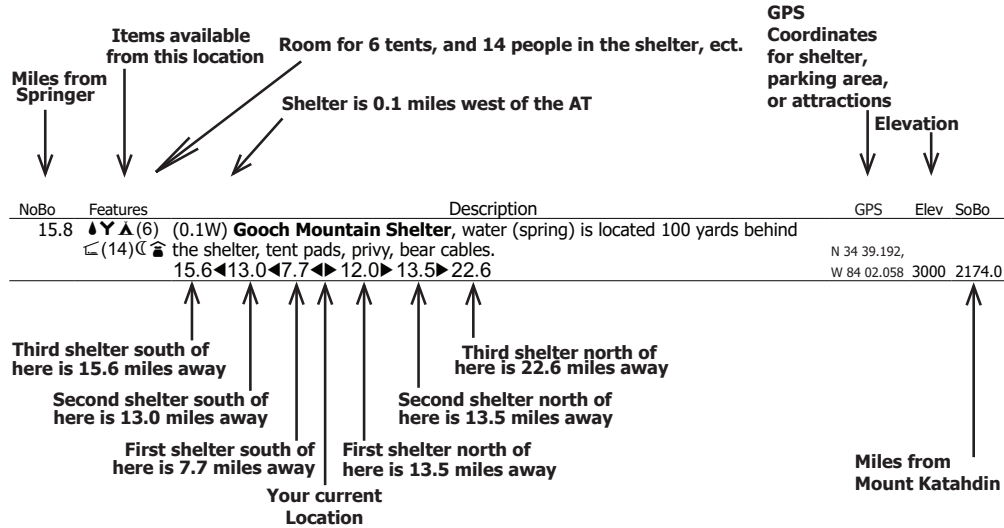 GPS
Coordinates
for shelter,
parking area,
or attractions
Items available
from this location
Room for 6 tents, and 14 people in the shelter, ect.
Miles from
Springer
Shelter is 0.1 miles west of the AT
Elevation
NoBo Features Description GPS Elev SoBo
15.8 (6) (0.1W) Gooch Mountain Shelter, water (spring) is located 100 yards behind
(14) the shelter, tent pads, privy, bear cables. N 34 39.192,
15.6◀13.0◀7.7◀▶12.0▶13.5▶22.6 W 84 02.058 3000 2174.0
Third shelter south of
here is 15.6 miles away
Third shelter north of
here is 22.6 miles away
Second shelter south of
here is 13.0 miles away
Second shelter north of
here is 13.5 miles away
First shelter south of
here is 7.7 miles away
First shelter north of
here is 13.5 miles away
Your current
Location
Miles from
Mount Katahdin